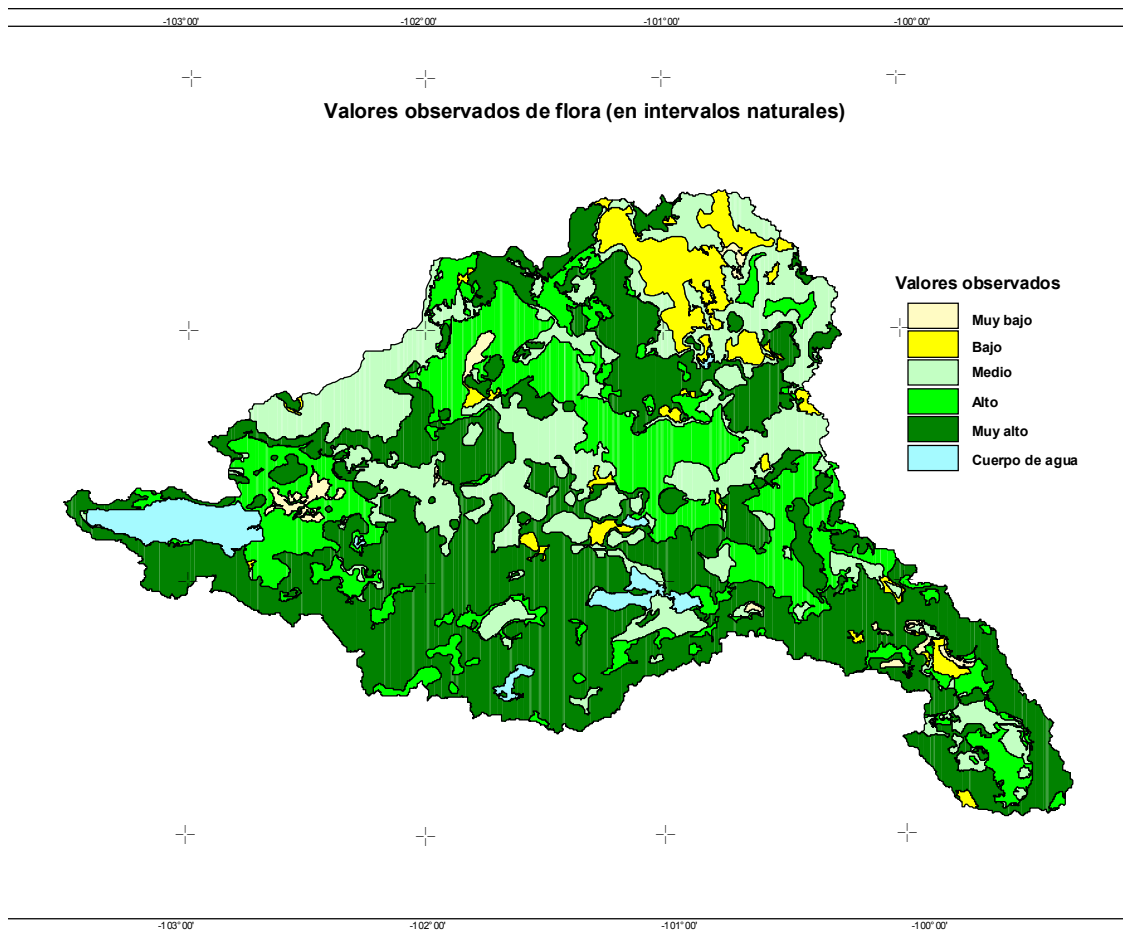 -103°00' -102°00' -101°00' -100°00'
Valores observados de flora (en intervalos naturales)
Valores observados
Muy bajo
Bajo
Medio
Alto
Muy alto
Cuerpo de agua
-103°00' -102°00' -101°00' -100°00'